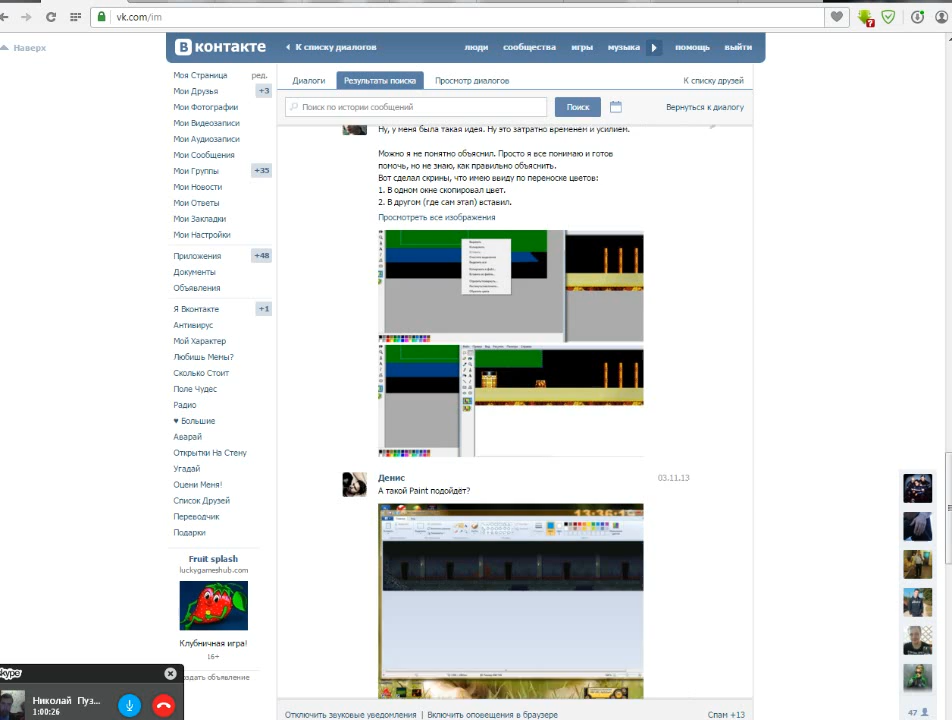 vk.com/im
7
Наверх
В контакте
К списку диалогов
люди
сообщества
игры
музыка
помощь
выйти
Моя Страница
ред.
Мои Друзья
+3
Мои Фотографии
Мои Видеозаписи
Мои Аудиозаписи
Мои Сообщения
Мои Группы
+35
Мои Новости
Мои Ответы
Мои Закладки
Мои Настройки
Приложения
+48
Документы
Объявления
Я Вконтакте
+1
Антивирус
Мой Характер
Любишь Мемы?
Сколько Стоит
Поле Чудес
Радио
♥ Большие
Аварай
Открытки На Стену
Угадай
Оцени Меня!
Список Друзей
Переводчик
Подарки
Fruit splash
luckygameshub.com
Клубничная игра!
16+
оздать объявление
Диалоги
Результаты поиска
Просмотр диалогов
К списку друзей
Поиск по истории сообщений
Поиск
Вернуться к диалогу
Ну, у меня была такая идея. Ну это затратно временем и усилием.
Можно я не понятно объяснил. Просто я все понимаю и готов
помочь, но не знаю, как правильно объяснить.
Вот сделал скрины, что имею ввиду по переноске цветов:
1. В одном окне скопировал цвет.
2. В другом (где сам этап) вставил.
Просмотреть все изображения
Денис
03.11.13
А такой Paint подойдёт?
Отключить звуковые уведомления | Включить оповещения в браузере
Спам +13
47
skype
Николай Пуз...
1:00:26